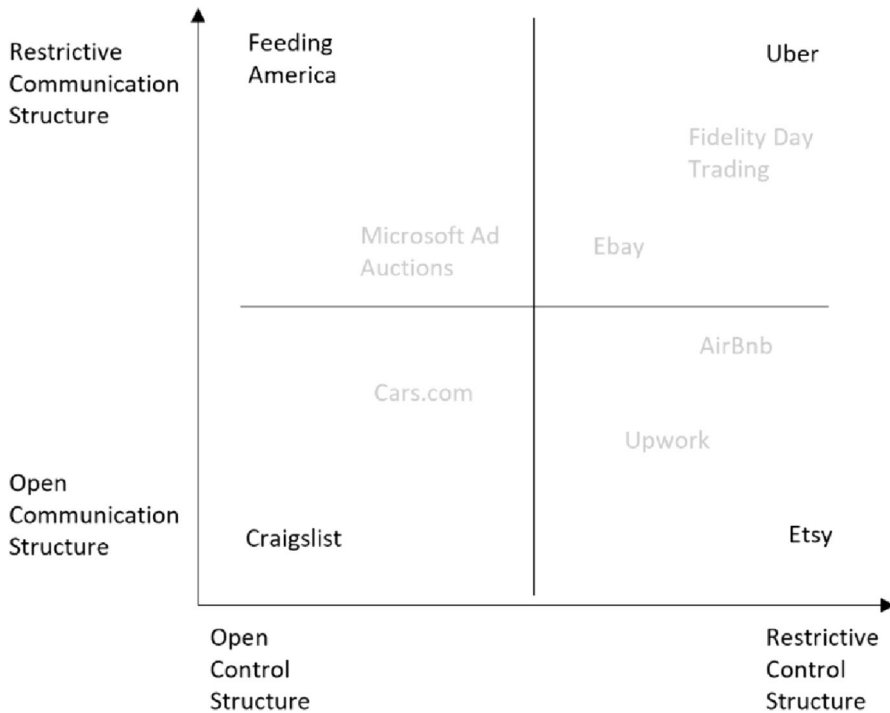 Restrictive
Communication
Structure
Feeding
America
Uber
Fidelity Day
Trading
Microsoft Ad
Auctions
Ebay
AirBnb
Cars.com
Upwork
Open
Communication
Structure
Craigslist
Etsy
Open
Control
Structure
Restrictive
Control
Structure